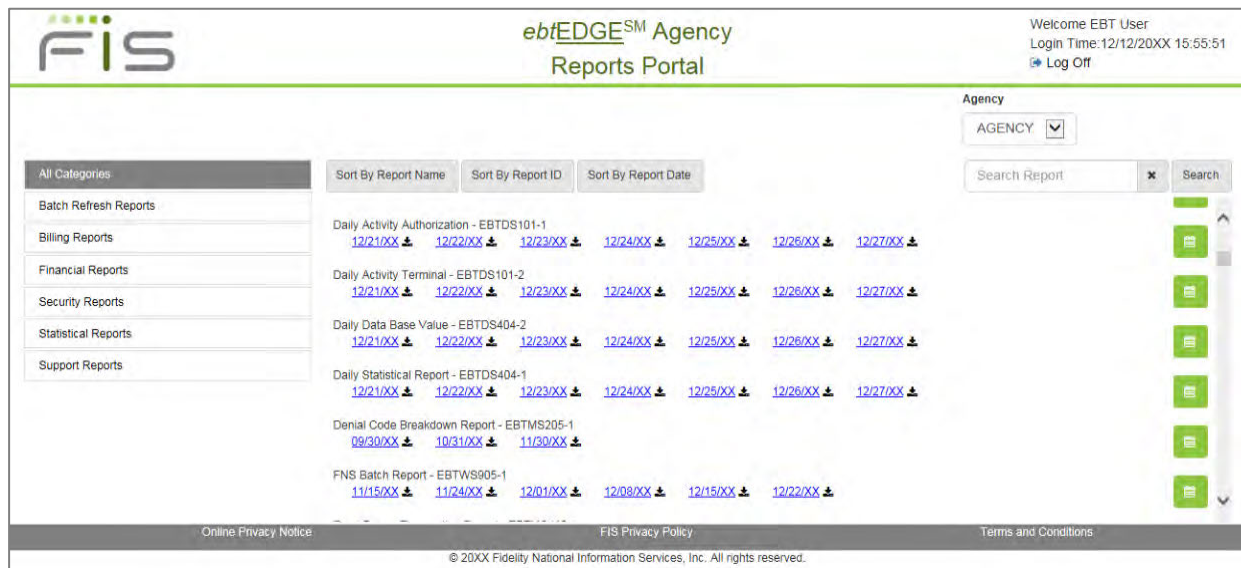 FIS
ebtEDGE℠ Agency
Reports Portal
Welcome EBT User
Login Time:12/12/20XX 15:55:51
Log Off
Agency
AGENCY
All Categories
Batch Refresh Reports
Billing Reports
Financial Reports
Security Reports
Statistical Reports
Support Reports
Sort By Report Name Sort By Report ID Sort By Report Date
Search Report Search
Daily Activity Authorization - EBTDS101-1
12/21/XX 12/22/XX 12/23/XX 12/24/XX 12/25/XX 12/26/XX 12/27/XX
Daily Activity Terminal - EBTDS101-2
12/21/XX 12/22/XX 12/23/XX 12/24/XX 12/25/XX 12/26/XX 12/27/XX
Daily Data Base Value - EBTDS404-2
12/21/XX 12/22/XX 12/23/XX 12/24/XX 12/25/XX 12/26/XX 12/27/XX
Daily Statistical Report - EBTDS404-1
12/21/XX 12/22/XX 12/23/XX 12/24/XX 12/25/XX 12/26/XX 12/27/XX
Denial Code Breakdown Report - EBTMS205-1
09/30/XX 10/31/XX 11/30/XX
FNS Batch Report - EBTWS905-1
11/15/XX 11/24/XX 12/01/XX 12/08/XX 12/15/XX 12/22/XX
Online Privacy Notice FIS Privacy Policy Terms and Conditions
© 20XX Fidelity National Information Services, Inc. All rights reserved.